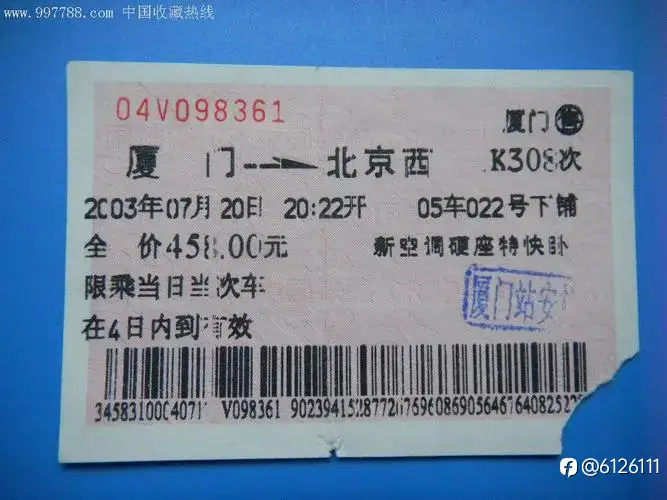 www.997788.com 中国收藏热线
04V098361
厦门 售
厦 门 → 北京西 K308次
2003年07月20日 20:22开 05车022号下铺
全 价458.00元 新空调硬座特快卧
限乘当日当次车
厦门站安
在4日内到有效
V098361
@6126111